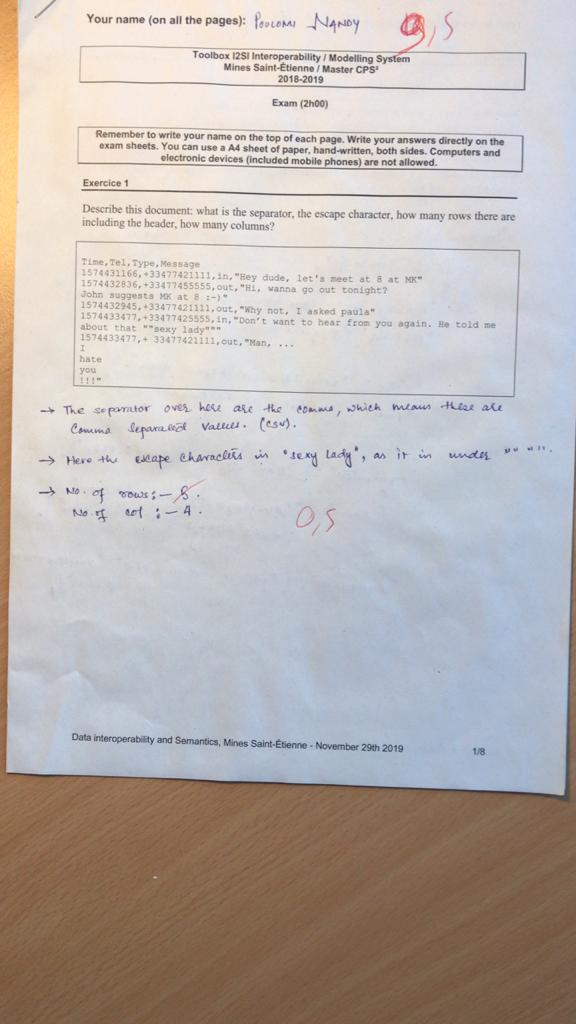 Your name (on all the pages): POULOMI NANDY
9,5
Toolbox I2SI Interoperability / Modelling System
Mines Saint-Étienne / Master CPS²
2018-2019
Exam (2h00)
Remember to write your name on the top of each page. Write your answers directly on the
exam sheets. You can use a A4 sheet of paper, hand-written, both sides. Computers and
electronic devices (included mobile phones) are not allowed.
Exercice 1
Describe this document: what is the separator, the escape character, how many rows there are
including the header, how many columns?
Time,Tel,Type,Message
1574431166,+33477421111,in,"Hey dude, let's meet at 8 at MK"
1574432836,+33477455555,out,"Hi, wanna go out tonight?
John suggests MK at 8 :-)"
1574432945,+33477421111,out,"Why not, I asked paula"
1574433477,+33477425555,in,"Don't want to hear from you again. He told me
about that ""sexy lady"""
1574433477,+ 33477421111,out,"Man, ...
I
hate
you
!!!"
→ The separator over here are the comma, which means these are
Comma Separated Values. (csv).
→ Here the escape characters in "sexy lady", as it in under "" "".
→ No. of rows :- 5.
No. of col :- 4.
0,5
Data interoperability and Semantics, Mines Saint-Étienne - November 29th 2019
1/8